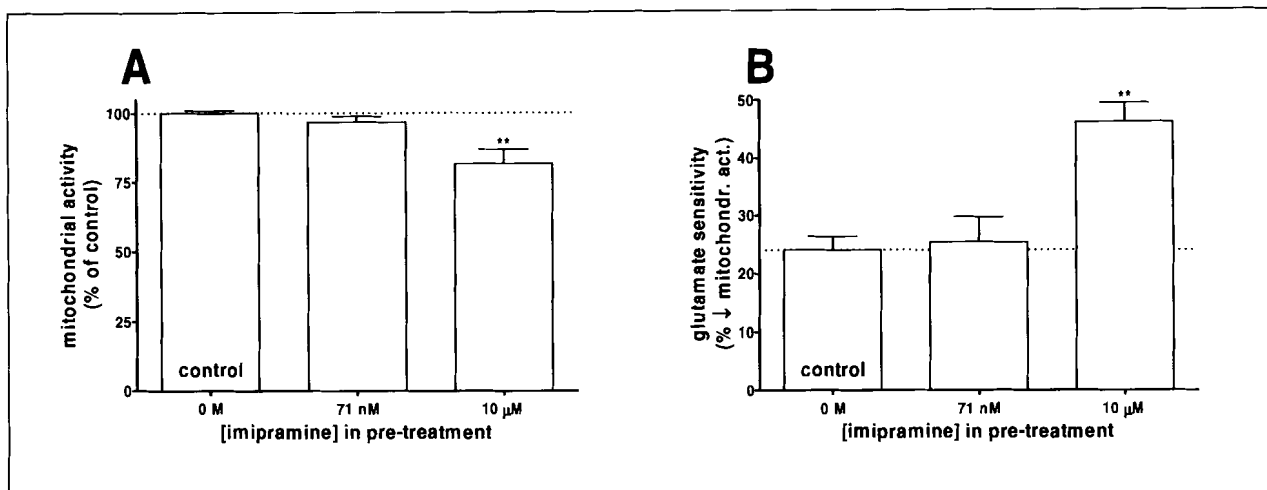 A
mitochondrial activity
(% of control)
100
75
50
25
0
**
control
0 M
71 nM
10 μM
[imipramine] in pre-treatment
B
glutamate sensitivity
(% ↓ mitochondr. act.)
50
40
30
20
10
0
**
control
0 M
71 nM
10 μM
[imipramine] in pre-treatment